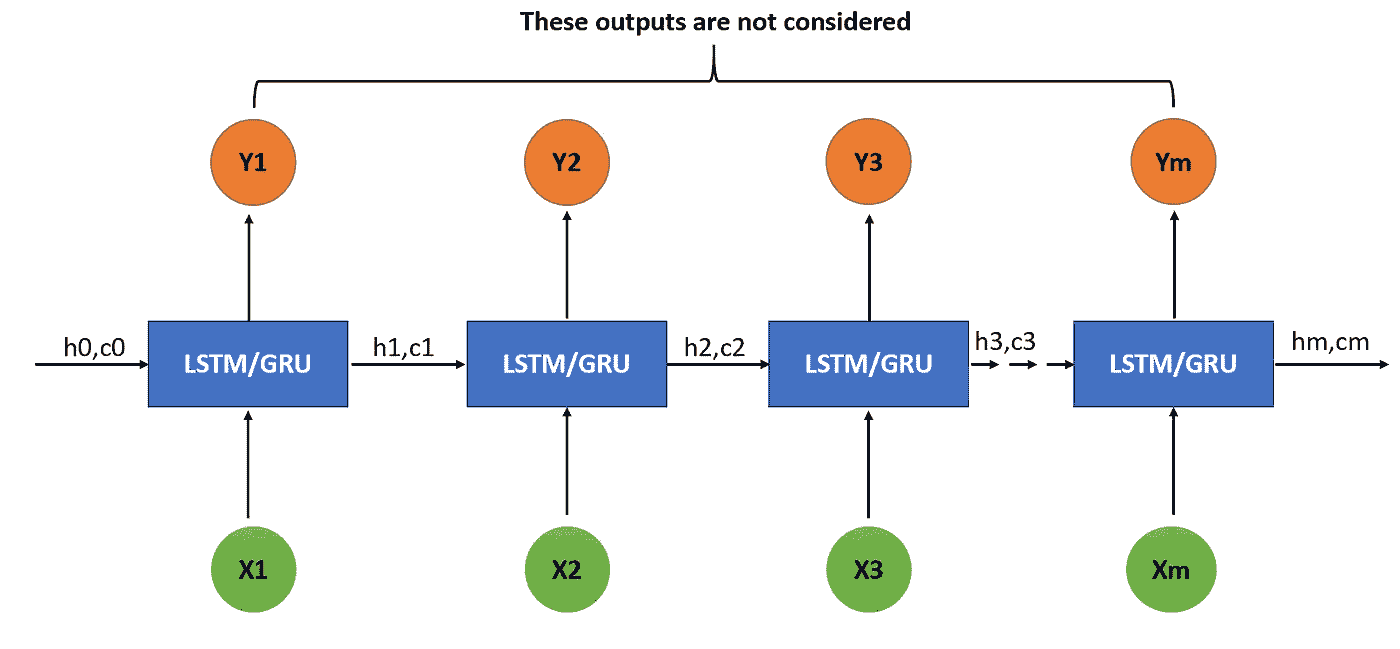 These outputs are not considered
Y1
Y2
Y3
Ym
h0,c0
LSTM/GRU
h1,c1
LSTM/GRU
h2,c2
LSTM/GRU
h3,c3
LSTM/GRU
hm,cm
X1
X2
X3
Xm